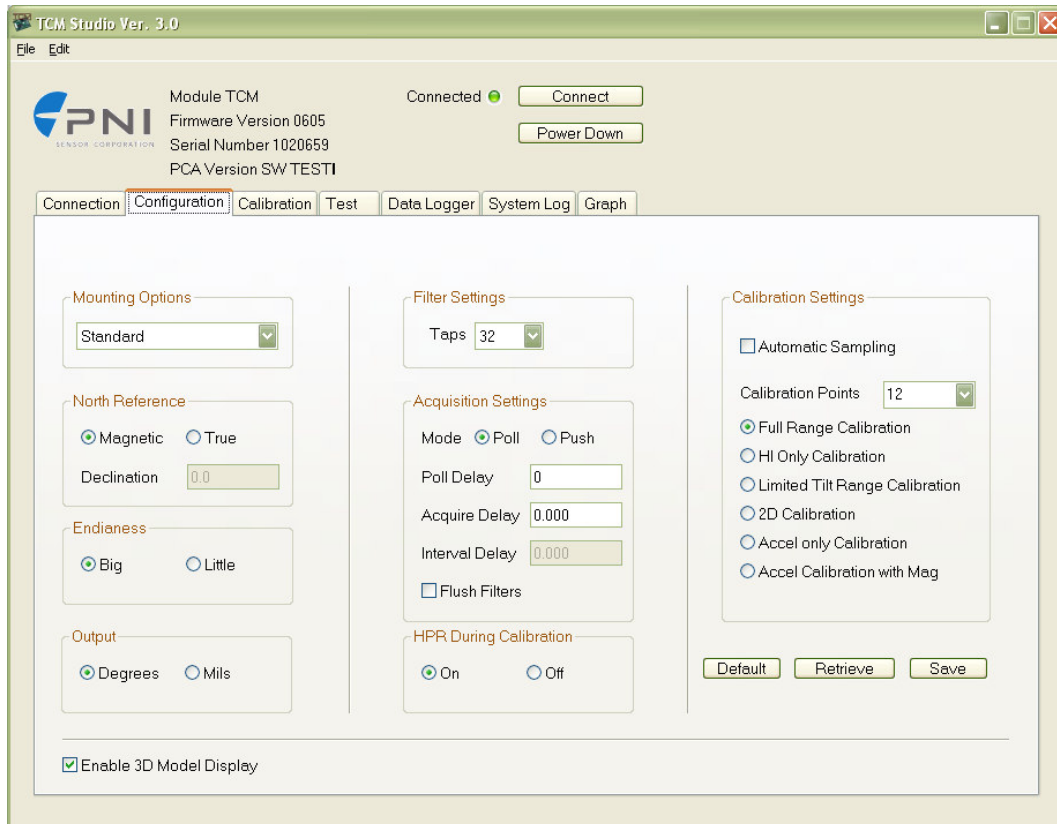 TCM Studio Ver. 3.0
File Edit
PNI
SENSOR CORPORATION
Module TCM
Firmware Version 0605
Serial Number 1020659
PCA Version SW TESTI
Connected Connect
Power Down
Connection Configuration Calibration Test Data Logger System Log Graph
Mounting Options
Standard
North Reference
Magnetic True
Declination 0.0
Endianess
Big Little
Output
Degrees Mils
Filter Settings
Taps 32
Acquisition Settings
Mode Poll Push
Poll Delay 0
Acquire Delay 0.000
Interval Delay 0.000
Flush Filters
HPR During Calibration
On Off
Calibration Settings
Automatic Sampling
Calibration Points 12
Full Range Calibration
HI Only Calibration
Limited Tilt Range Calibration
2D Calibration
Accel only Calibration
Accel Calibration with Mag
Default Retrieve Save
Enable 3D Model Display